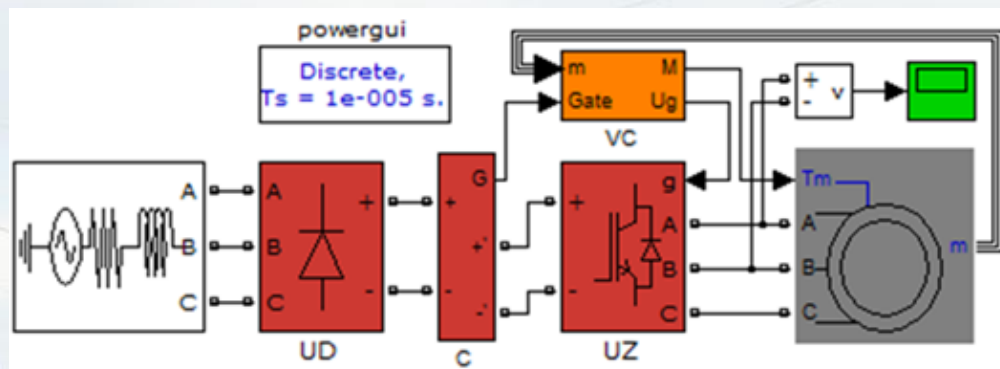 powergui
Discrete,
Ts = 1e-005 s.
m
M
Gate
Ug
VC
+
-
v
A
B
C
A
B
C
+
-
UD
G
+
+'
-
-'
C
+
-
g
A
B
C
UZ
Tm
A
B
C
m